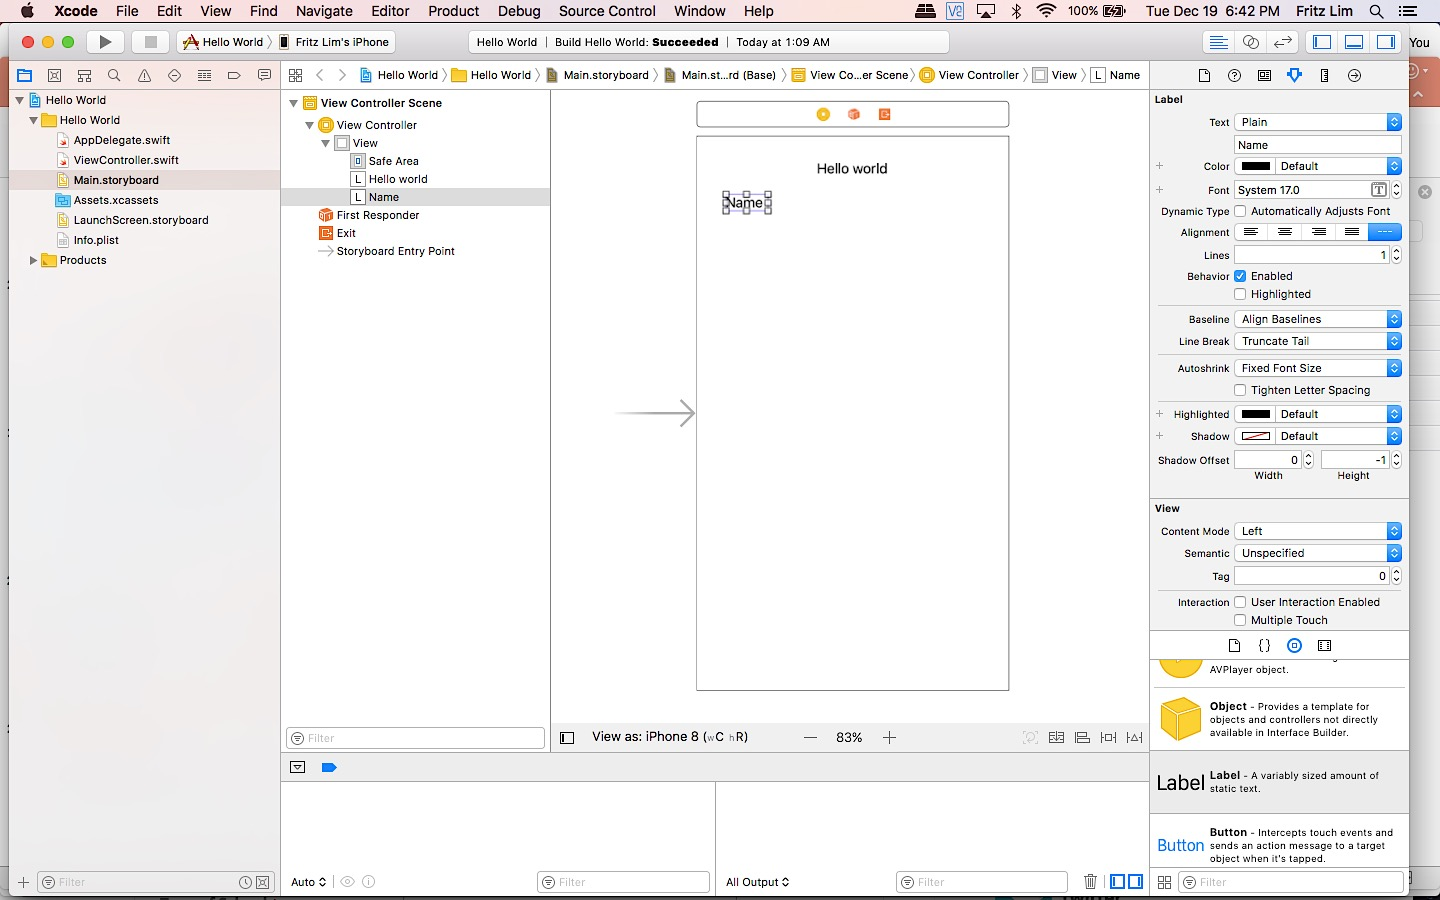 Xcode File Edit View Find Navigate Editor Product Debug Source Control Window Help 100% Tue Dec 19 6:42 PM Fritz Lim
Hello World Fritz Lim's iPhone Hello World | Build Hello World: Succeeded | Today at 1:09 AM You
Hello World Hello World Main.storyboard Main.st...rd (Base) View Co...er Scene View Controller View L Name
Hello World
Hello World
AppDelegate.swift
ViewController.swift
Main.storyboard
Assets.xcassets
LaunchScreen.storyboard
Info.plist
Products
Filter
View Controller Scene
View Controller
View
Safe Area
L Hello world
L Name
First Responder
Exit
Storyboard Entry Point
Filter
Hello world
Name
View as: iPhone 8 (wC hR) 83%
Auto Filter
All Output Filter
Label
Text Plain
Name
Color Default
Font System 17.0 T
Dynamic Type Automatically Adjusts Font
Alignment
Lines 1
Behavior Enabled
Highlighted
Baseline Align Baselines
Line Break Truncate Tail
Autoshrink Fixed Font Size
Tighten Letter Spacing
Highlighted Default
Shadow Default
Shadow Offset 0 -1
Width Height
View
Content Mode Left
Semantic Unspecified
Tag 0
Interaction User Interaction Enabled
Multiple Touch
{}
AVPlayer object.
Object - Provides a template for
objects and controllers not directly
available in Interface Builder.
Label Label - A variably sized amount of
static text.
Button Button - Intercepts touch events and
sends an action message to a target
object when it's tapped.
Filter